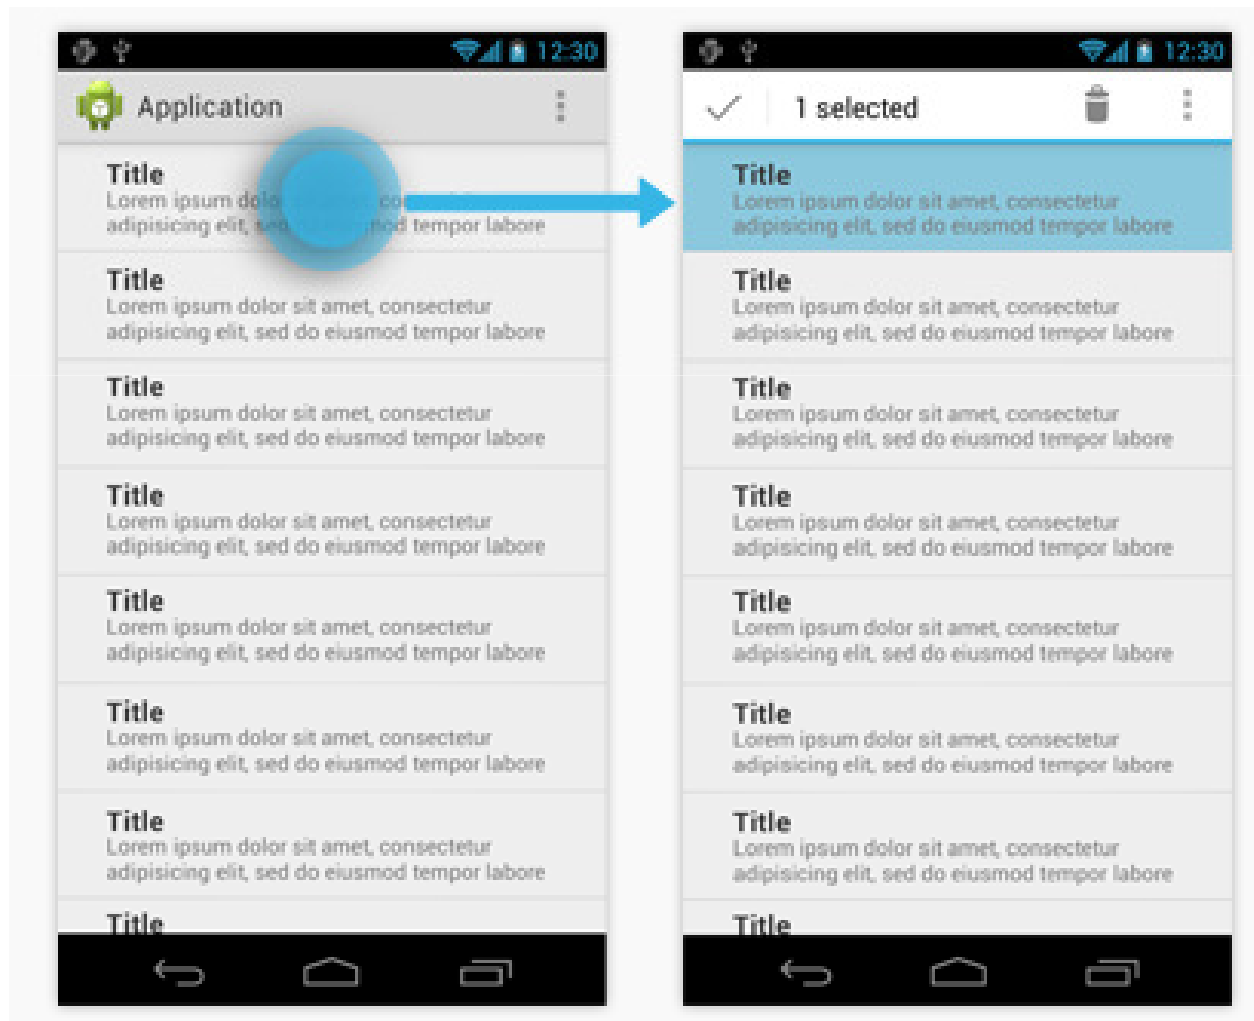 12:30
Application
Title
Lorem ipsum dolor sit amet, con
adipisicing elit, sed tempor labore
Title
Lorem ipsum dolor sit amet, consectetur
adipisicing elit, sed do eiusmod tempor labore
Title
Lorem ipsum dolor sit amet, consectetur
adipisicing elit, sed do eiusmod tempor labore
Title
Lorem ipsum dolor sit amet, consectetur
adipisicing elit, sed do eiusmod tempor labore
Title
Lorem ipsum dolor sit amet, consectetur
adipisicing elit, sed do eiusmod tempor labore
Title
Lorem ipsum dolor sit amet, consectetur
adipisicing elit, sed do eiusmod tempor labore
Title
Lorem ipsum dolor sit amet, consectetur
adipisicing elit, sed do eiusmod tempor labore
Title
12:30
1 selected
Title
Lorem ipsum dolor sit amet, consectetur
adipisicing elit, sed do eiusmod tempor labore
Title
Lorem ipsum dolor sit amet, consectetur
adipisicing elit, sed do eiusmod tempor labore
Title
Lorem ipsum dolor sit amet, consectetur
adipisicing elit, sed do eiusmod tempor labore
Title
Lorem ipsum dolor sit amet, consectetur
adipisicing elit, sed do eiusmod tempor labore
Title
Lorem ipsum dolor sit amet, consectetur
adipisicing elit, sed do eiusmod tempor labore
Title
Lorem ipsum dolor sit amet, consectetur
adipisicing elit, sed do eiusmod tempor labore
Title
Lorem ipsum dolor sit amet, consectetur
adipisicing elit, sed do eiusmod tempor labore
Title